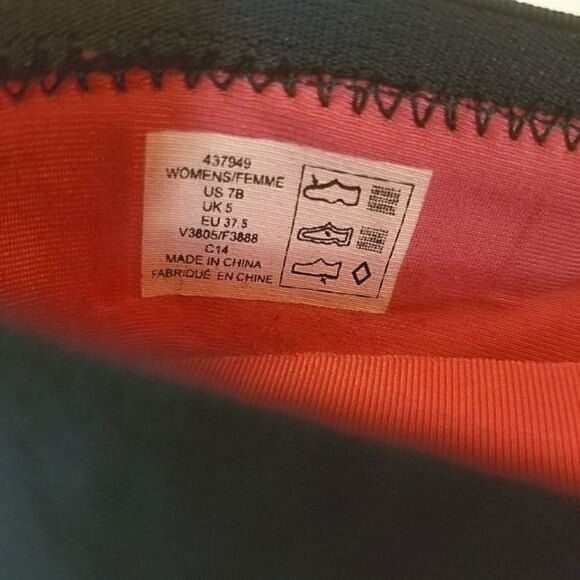 437949
WOMENS/FEMME
US 7B
UK 5
EU 37.5
V3805/F3888
C14
MADE IN CHINA
FABRIQUÉ EN CHINE